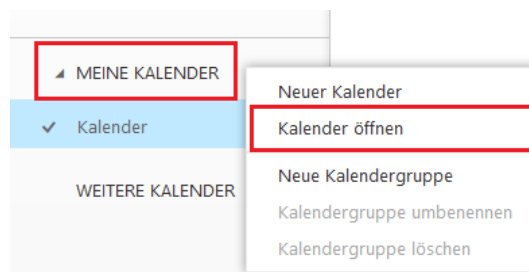 MEINE KALENDER
Kalender
WEITERE KALENDER
Neuer Kalender
Kalender öffnen
Neue Kalendergruppe
Kalendergruppe umbenennen
Kalendergruppe löschen